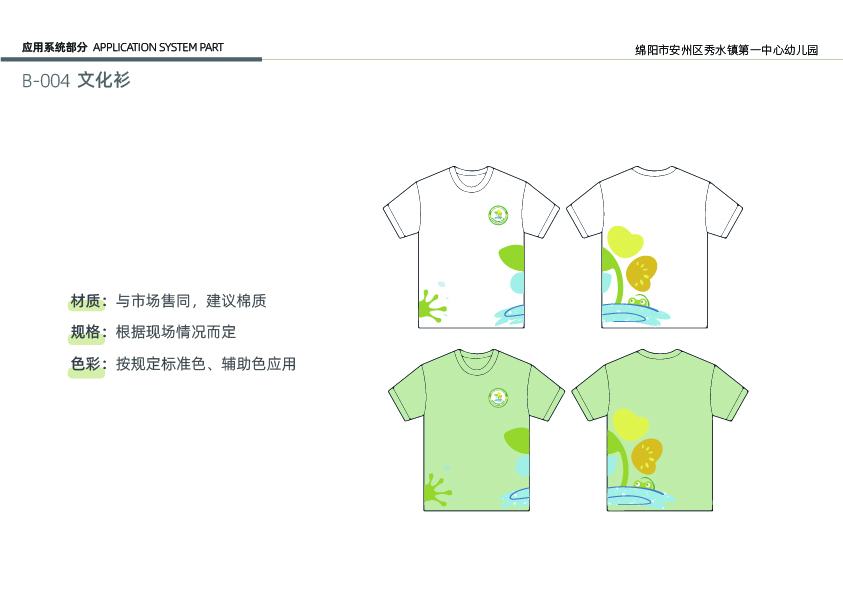 应用系统部分 APPLICATION SYSTEM PART
绵阳市安州区秀水镇第一中心幼儿园
B-004 文化衫
材质：与市场售同，建议棉质
规格：根据现场情况而定
色彩：按规定标准色、辅助色应用